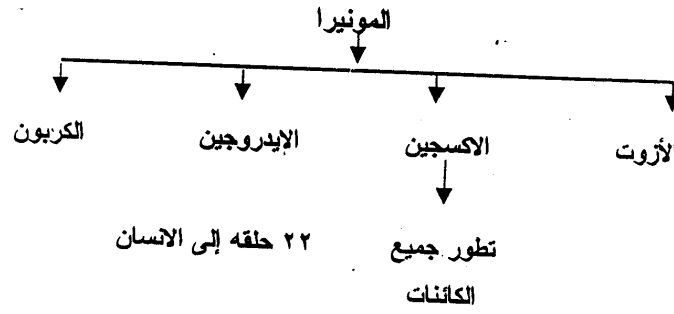 المونيرا
الأزوت الاكسجين الإيدروجين الكربون
تطور جميع ٢٢ حلقه إلى الانسان
الكائنات